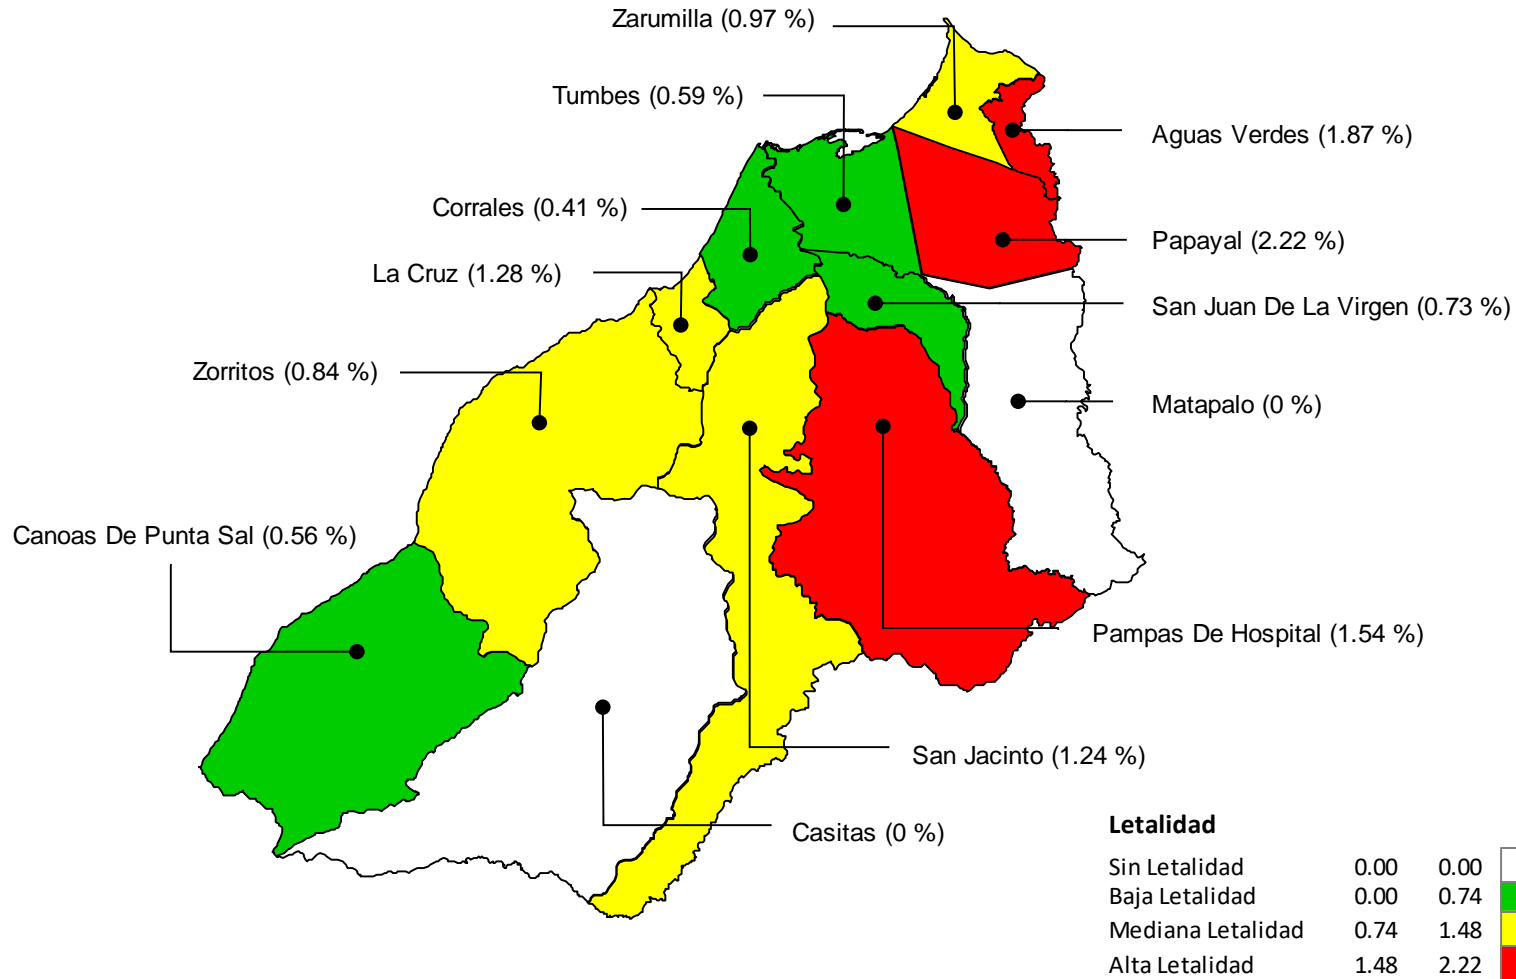 Zarumilla (0.97 %)
Tumbes (0.59 %)
Aguas Verdes (1.87 %)
Corrales (0.41 %)
Papayal (2.22 %)
La Cruz (1.28 %)
San Juan De La Virgen (0.73 %)
Zorritos (0.84 %)
Matapalo (0 %)
Canoas De Punta Sal (0.56 %)
Pampas De Hospital (1.54 %)
San Jacinto (1.24 %)
Casitas (0 %)
Letalidad
Sin Letalidad 0.00 0.00
Baja Letalidad 0.00 0.74
Mediana Letalidad 0.74 1.48
Alta Letalidad 1.48 2.22